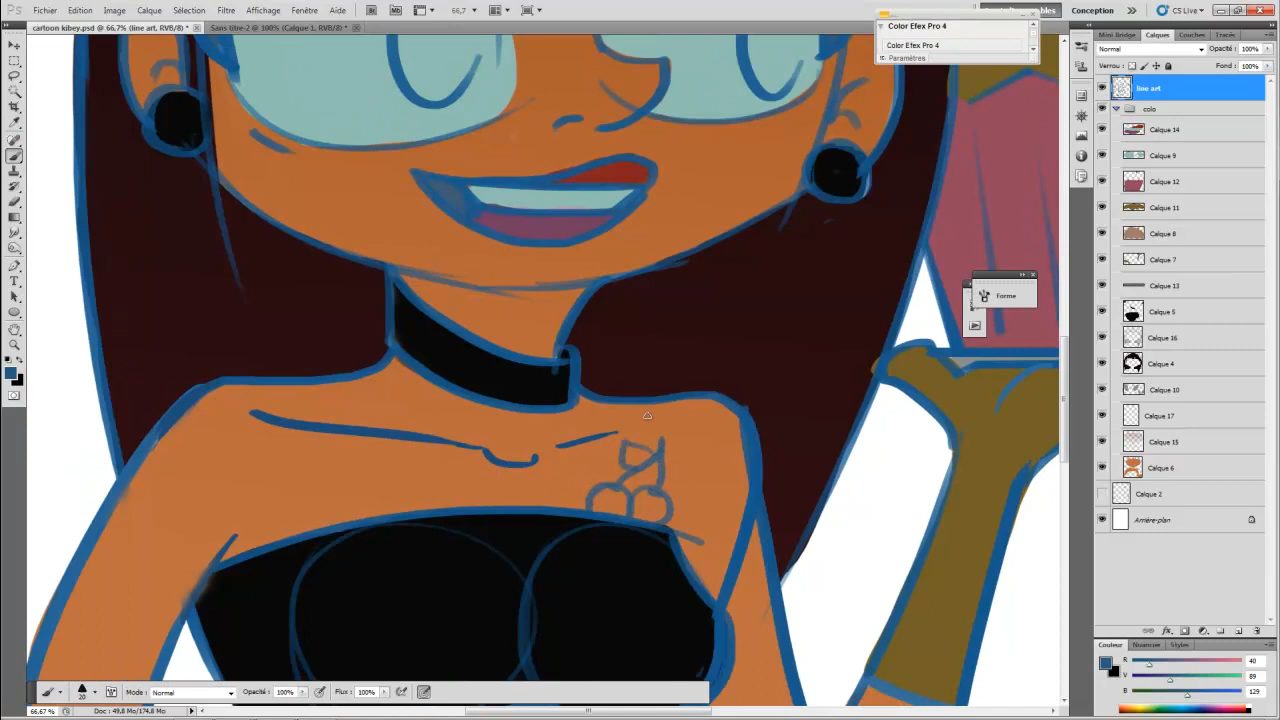 PS Fichier Edition Image Calque Sélection Filtre Affichage Fenêtre Aide Br Mb 66,7 Conception CS Live
color kibey.psd @ 66,7% (line art, RVB/8) * × Sans titre-2 @ 100% (Calque 1, RVB/8) * ×
Color Efex Pro 4
Color Efex Pro 4
Paramètres
Mini Bridge Calques Couches Tracés
Normal Opacité : 100%
Verrou : Fond : 100%
line art
colo
Calque 14
Calque 9
Calque 12
Calque 11
Calque 8
Calque 7
Calque 13
Calque 5
Calque 16
Calque 4
Calque 10
Calque 17
Calque 15
Calque 6
Calque 2
Arrière-plan
Forme
Couleur Nuancier Styles
R 40
V 89
B 129
20 Mode : Normal Opacité : 100% Flux : 100%
66,67 % Doc : 49,8 Mo/174,8 Mo